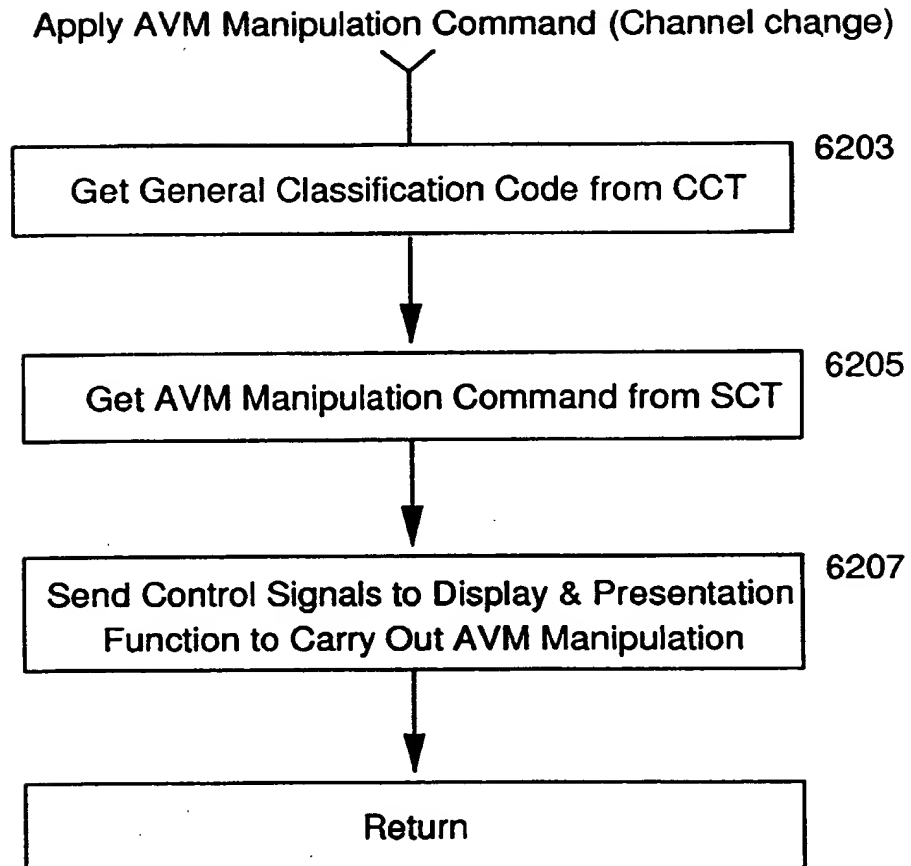 Apply AVM Manipulation Command (Channel change)
6203
Get General Classification Code from CCT
6205
Get AVM Manipulation Command from SCT
6207
Send Control Signals to Display & Presentation
Function to Carry Out AVM Manipulation
Return